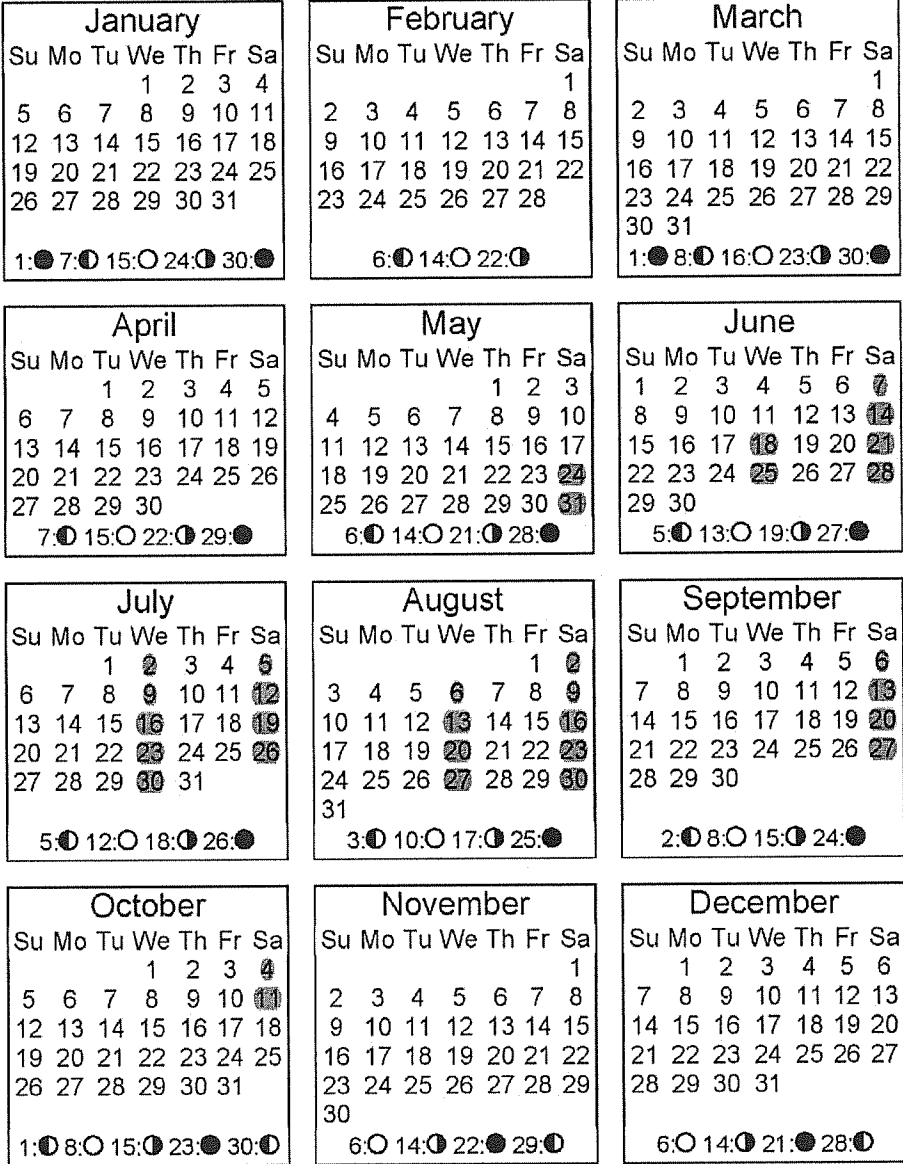 January
Su Mo Tu We Th Fr Sa
1 2 3 4
5 6 7 8 9 10 11
12 13 14 15 16 17 18
19 20 21 22 23 24 25
26 27 28 29 30 31
1:● 7:◐ 15:○ 24:◑ 30:●
February
Su Mo Tu We Th Fr Sa
1
2 3 4 5 6 7 8
9 10 11 12 13 14 15
16 17 18 19 20 21 22
23 24 25 26 27 28
6:◐ 14:○ 22:◑
March
Su Mo Tu We Th Fr Sa
1
2 3 4 5 6 7 8
9 10 11 12 13 14 15
16 17 18 19 20 21 22
23 24 25 26 27 28 29
30 31
1:● 8:◐ 16:○ 23:◑ 30:●
April
Su Mo Tu We Th Fr Sa
1 2 3 4 5
6 7 8 9 10 11 12
13 14 15 16 17 18 19
20 21 22 23 24 25 26
27 28 29 30
7:◐ 15:○ 22:◑ 29:●
May
Su Mo Tu We Th Fr Sa
1 2 3
4 5 6 7 8 9 10
11 12 13 14 15 16 17
18 19 20 21 22 23 24
25 26 27 28 29 30 31
6:◐ 14:○ 21:◑ 28:●
June
Su Mo Tu We Th Fr Sa
1 2 3 4 5 6 7
8 9 10 11 12 13 14
15 16 17 18 19 20 21
22 23 24 25 26 27 28
29 30
5:◐ 13:○ 19:◑ 27:●
July
Su Mo Tu We Th Fr Sa
1 2 3 4 5
6 7 8 9 10 11 12
13 14 15 16 17 18 19
20 21 22 23 24 25 26
27 28 29 30 31
5:◐ 12:○ 18:◑ 26:●
August
Su Mo Tu We Th Fr Sa
1 2
3 4 5 6 7 8 9
10 11 12 13 14 15 16
17 18 19 20 21 22 23
24 25 26 27 28 29 30
31
3:◐ 10:○ 17:◑ 25:●
September
Su Mo Tu We Th Fr Sa
1 2 3 4 5 6
7 8 9 10 11 12 13
14 15 16 17 18 19 20
21 22 23 24 25 26 27
28 29 30
2:◐ 8:○ 15:◑ 24:●
October
Su Mo Tu We Th Fr Sa
1 2 3 4
5 6 7 8 9 10 11
12 13 14 15 16 17 18
19 20 21 22 23 24 25
26 27 28 29 30 31
1:◐ 8:○ 15:◑ 23:● 30:◐
November
Su Mo Tu We Th Fr Sa
1
2 3 4 5 6 7 8
9 10 11 12 13 14 15
16 17 18 19 20 21 22
23 24 25 26 27 28 29
30
6:○ 14:◑ 22:● 29:◐
December
Su Mo Tu We Th Fr Sa
1 2 3 4 5 6
7 8 9 10 11 12 13
14 15 16 17 18 19 20
21 22 23 24 25 26 27
28 29 30 31
6:○ 14:◑ 21:● 28:◐